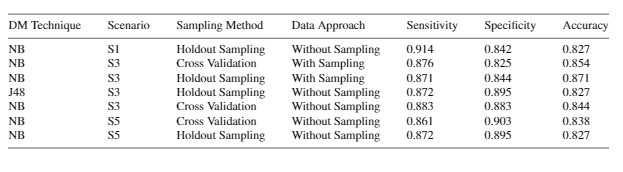 DM Technique Scenario Sampling Method Data Approach Sensitivity Specificity Accuracy
NB S1 Holdout Sampling Without Sampling 0.914 0.842 0.827
NB S3 Cross Validation With Sampling 0.876 0.825 0.854
NB S3 Holdout Sampling With Sampling 0.871 0.844 0.871
J48 S3 Holdout Sampling Without Sampling 0.872 0.895 0.827
NB S3 Cross Validation Without Sampling 0.883 0.883 0.844
NB S5 Cross Validation Without Sampling 0.861 0.903 0.838
NB S5 Holdout Sampling Without Sampling 0.872 0.895 0.827